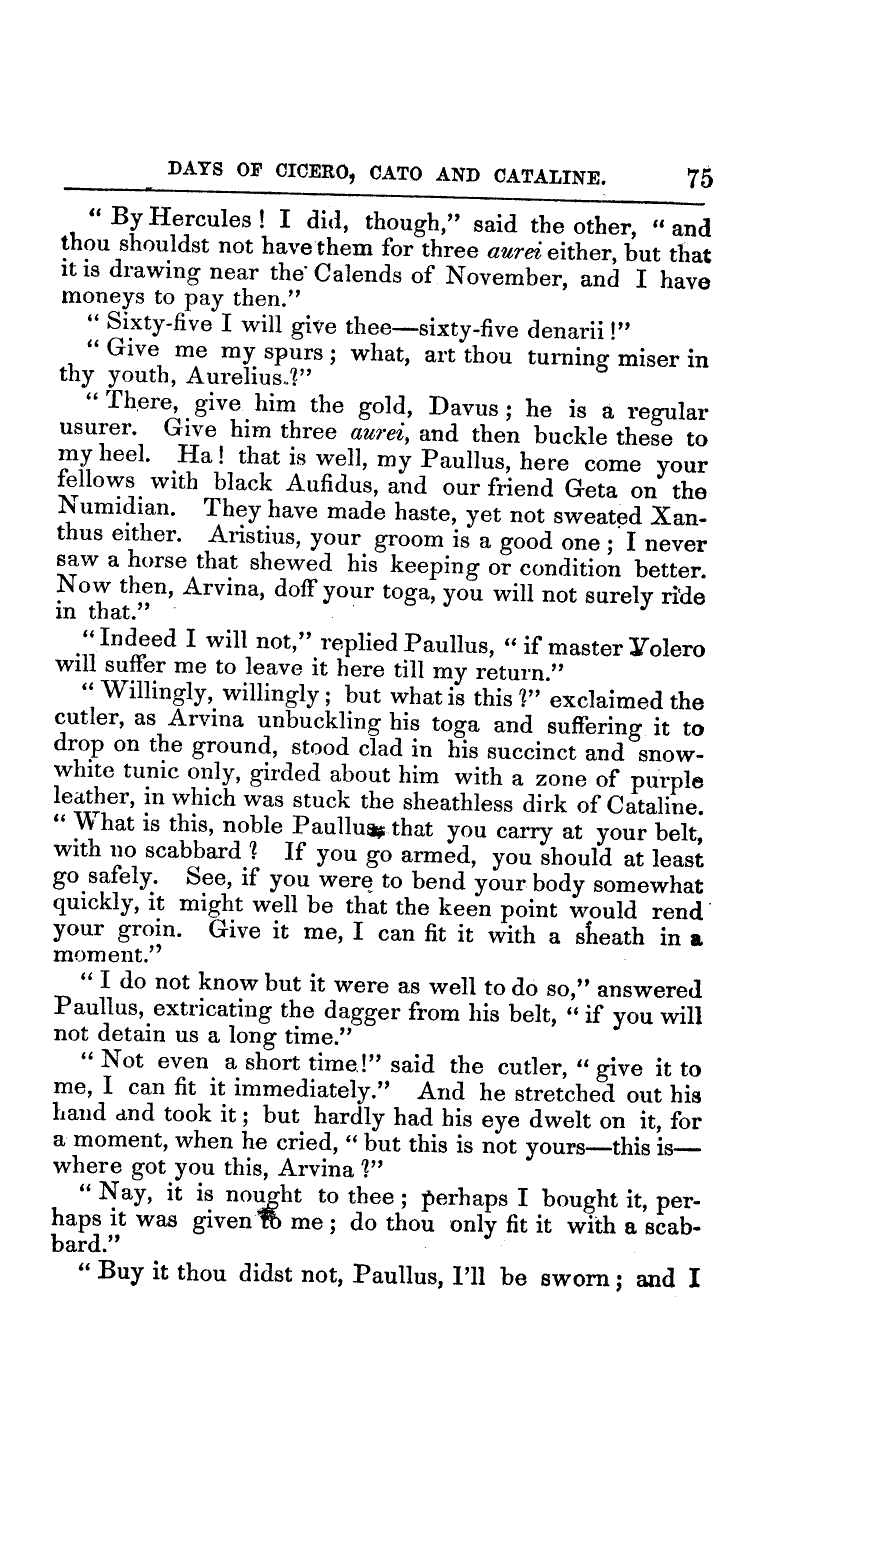 DAYS OF CICERO, CATO AND CATALINE. 75
“ By Hercules ! I did, though,” said the other, “ and
thou shouldst not have them for three aurei either, but that
it is drawing near the Calends of November, and I have
moneys to pay then.”
“ Sixty-five I will give thee—sixty-five denarii !”
“ Give me my spurs ; what, art thou turning miser in
thy youth, Aurelius.?”
“ There, give him the gold, Davus ; he is a regular
usurer. Give him three aurei, and then buckle these to
my heel. Ha ! that is well, my Paullus, here come your
fellows with black Aufidus, and our friend Geta on the
Numidian. They have made haste, yet not sweated Xan-
thus either. Aristius, your groom is a good one ; I never
saw a horse that shewed his keeping or condition better.
Now then, Arvina, doff your toga, you will not surely ride
in that.”
“ Indeed I will not,” replied Paullus, “ if master Volero
will suffer me to leave it here till my return.”
“ Willingly, willingly ; but what is this ?” exclaimed the
cutler, as Arvina unbuckling his toga and suffering it to
drop on the ground, stood clad in his succinct and snow-
white tunic only, girded about him with a zone of purple
leather, in which was stuck the sheathless dirk of Cataline.
“ What is this, noble Paullus, that you carry at your belt,
with no scabbard ? If you go armed, you should at least
go safely. See, if you were to bend your body somewhat
quickly, it might well be that the keen point would rend
your groin. Give it me, I can fit it with a sheath in a
moment.”
“ I do not know but it were as well to do so,” answered
Paullus, extricating the dagger from his belt, “ if you will
not detain us a long time.”
“ Not even a short time !” said the cutler, “ give it to
me, I can fit it immediately.” And he stretched out his
hand and took it ; but hardly had his eye dwelt on it, for
a moment, when he cried, “ but this is not yours—this is—
where got you this, Arvina ?”
“ Nay, it is nought to thee ; perhaps I bought it, per-
haps it was given to me ; do thou only fit it with a scab-
bard.”
“ Buy it thou didst not, Paullus, I’ll be sworn ; and I